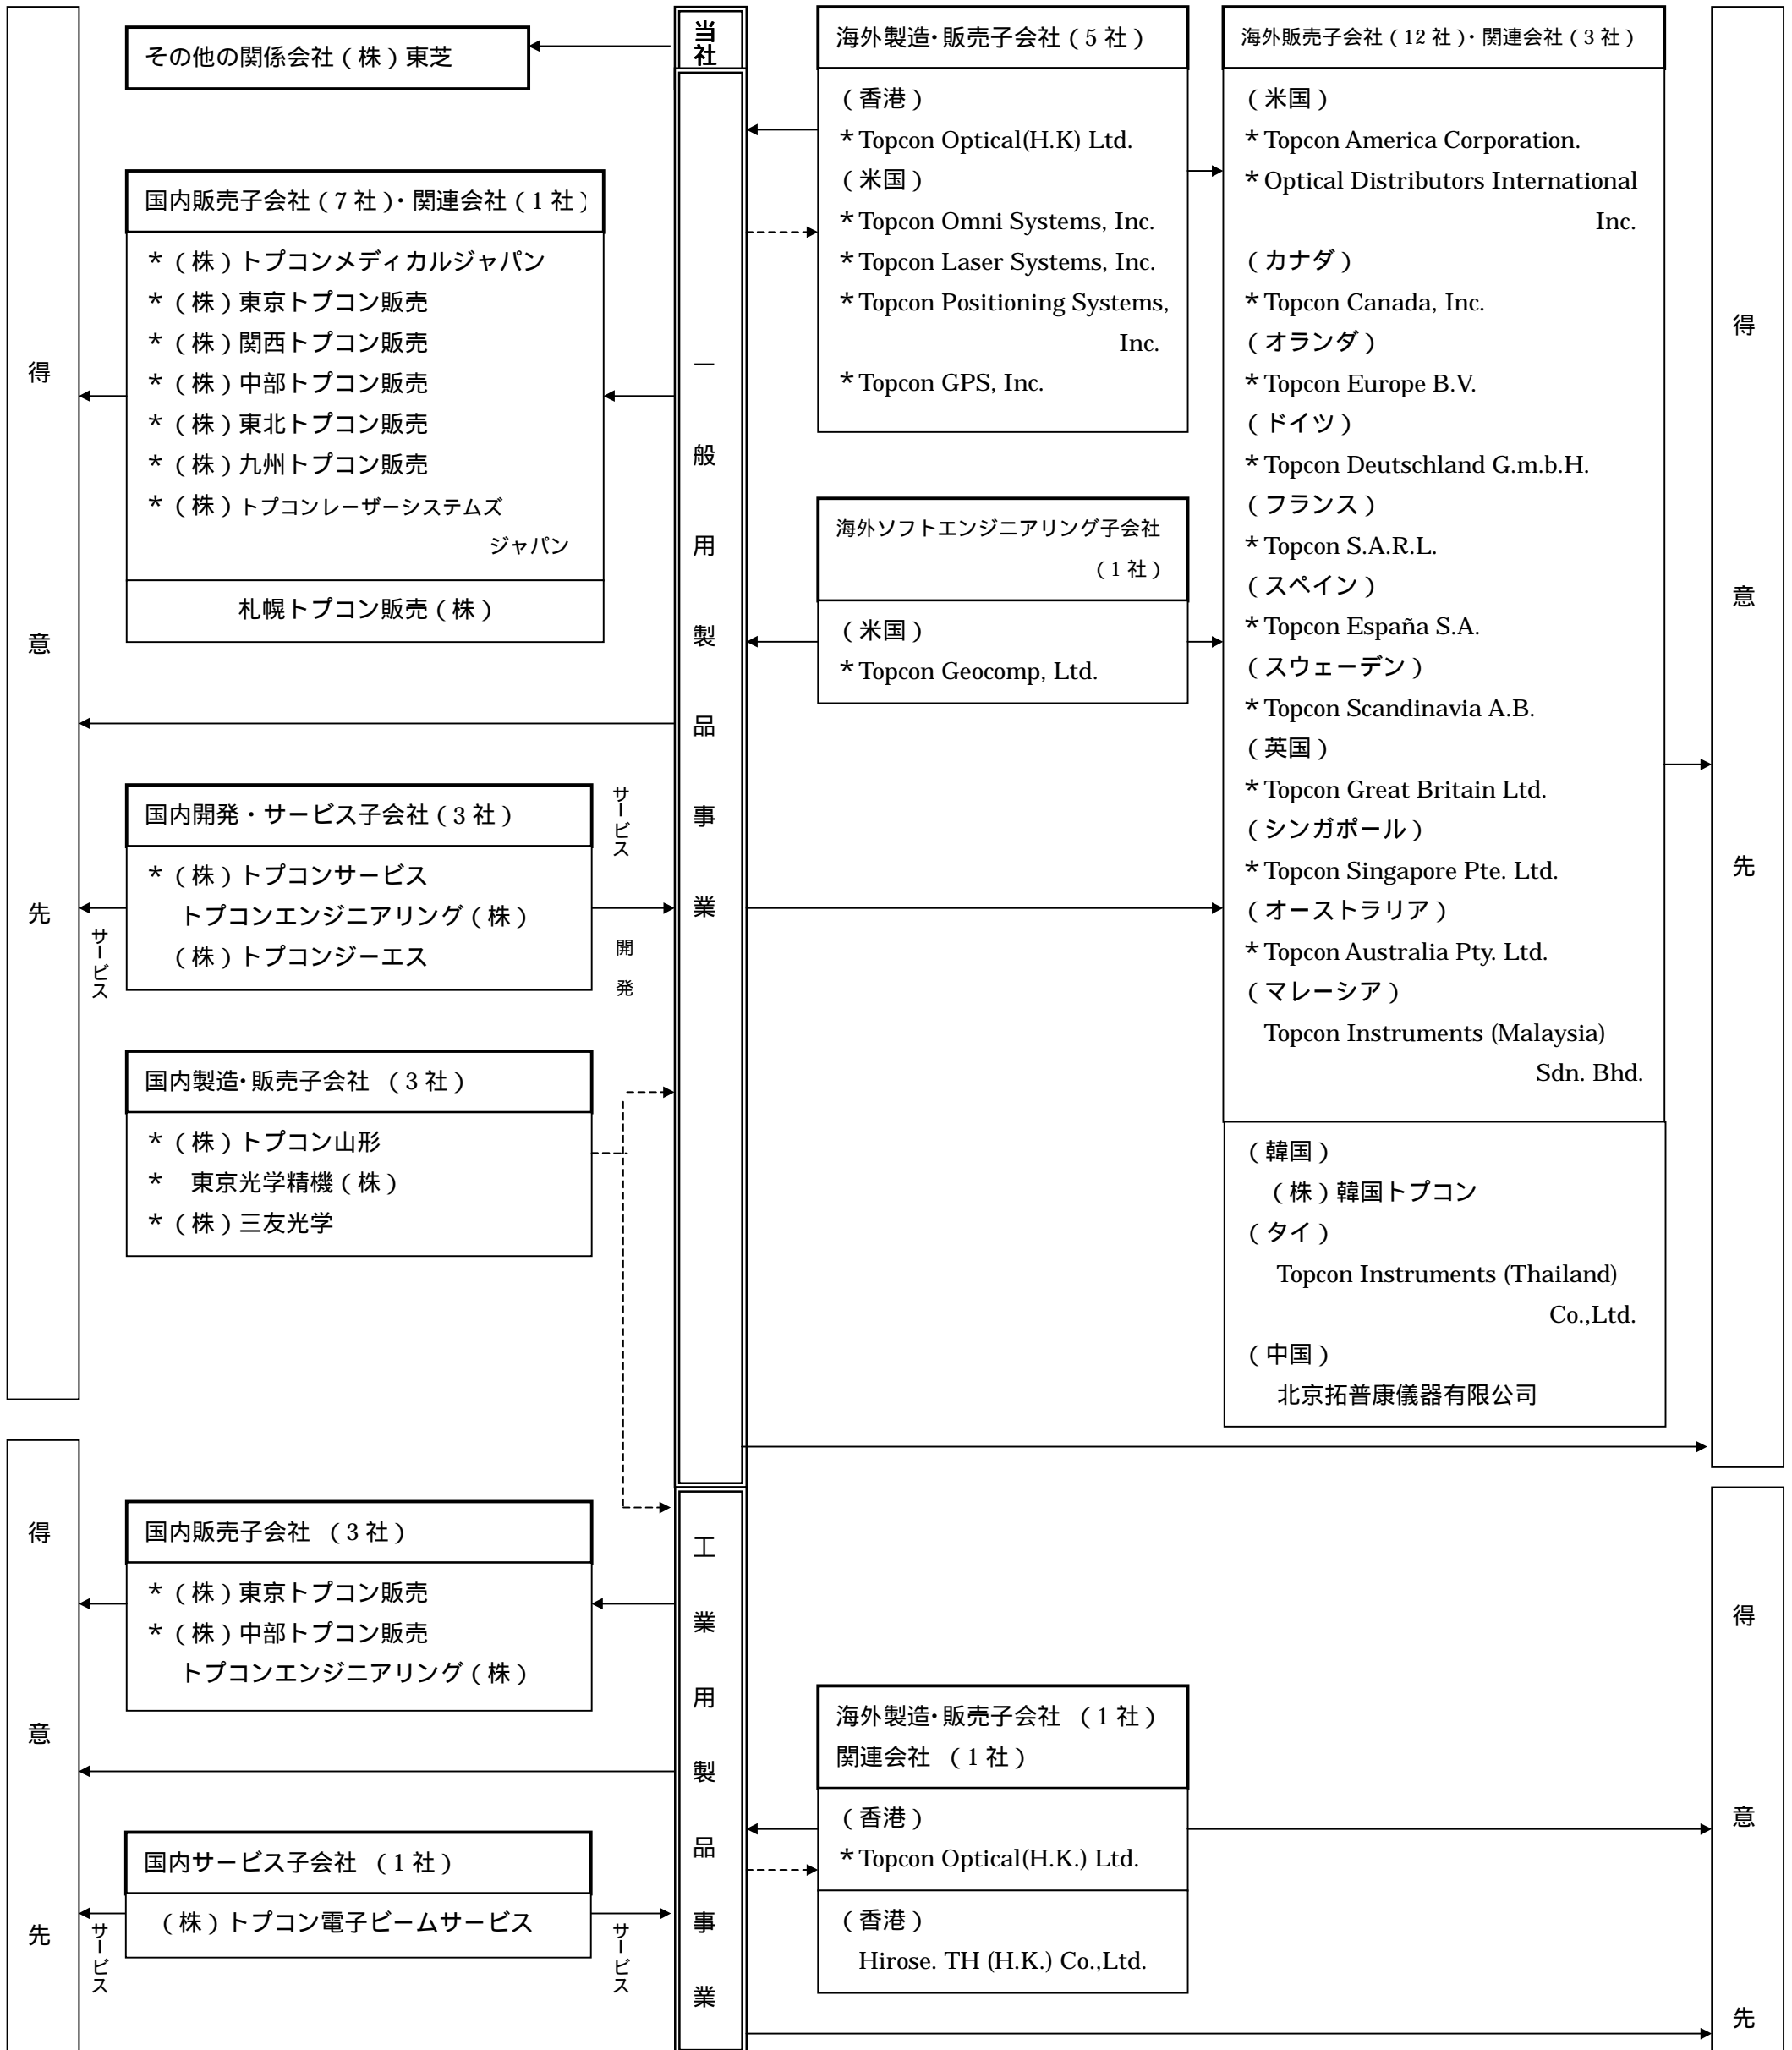 当社
その他の関係会社（株）東芝
国内販売子会社（7社）・関連会社（1社）
＊（株）トプコンメディカルジャパン
＊（株）東京トプコン販売
＊（株）関西トプコン販売
＊（株）中部トプコン販売
＊（株）東北トプコン販売
＊（株）九州トプコン販売
＊（株）トプコンレーザーシステムズ
ジャパン
札幌トプコン販売（株）
得意先
国内開発・サービス子会社（3社）
＊（株）トプコンサービス
トプコンエンジニアリング（株）
（株）トプコンジーエス
サービス
サービス
開発
国内製造・販売子会社 （3社）
＊（株）トプコン山形
＊ 東京光学精機（株）
＊（株）三友光学
一般用製品事業
海外製造・販売子会社（5社）
（香港）
＊Topcon Optical(H.K) Ltd.
（米国）
＊Topcon Omni Systems, Inc.
＊Topcon Laser Systems, Inc.
＊Topcon Positioning Systems,
Inc.
＊Topcon GPS, Inc.
海外ソフトエンジニアリング子会社
（1社）
（米国）
＊Topcon Geocomp, Ltd.
海外販売子会社（12社）・関連会社（3社）
（米国）
＊Topcon America Corporation.
＊Optical Distributors International
Inc.
（カナダ）
＊Topcon Canada, Inc.
（オランダ）
＊Topcon Europe B.V.
（ドイツ）
＊Topcon Deutschland G.m.b.H.
（フランス）
＊Topcon S.A.R.L.
（スペイン）
＊Topcon España S.A.
（スウェーデン）
＊Topcon Scandinavia A.B.
（英国）
＊Topcon Great Britain Ltd.
（シンガポール）
＊Topcon Singapore Pte. Ltd.
（オーストラリア）
＊Topcon Australia Pty. Ltd.
（マレーシア）
Topcon Instruments (Malaysia)
Sdn. Bhd.
（韓国）
（株）韓国トプコン
（タイ）
Topcon Instruments (Thailand)
Co.,Ltd.
（中国）
北京拓普康儀器有限公司
得意先
得意先
国内販売子会社 （3社）
＊（株）東京トプコン販売
＊（株）中部トプコン販売
トプコンエンジニアリング（株）
国内サービス子会社 （1社）
（株）トプコン電子ビームサービス
サービス
サービス
工業用製品事業
海外製造・販売子会社 （1社）
関連会社 （1社）
（香港）
＊Topcon Optical(H.K.) Ltd.
（香港）
Hirose. TH (H.K.) Co.,Ltd.
得意先